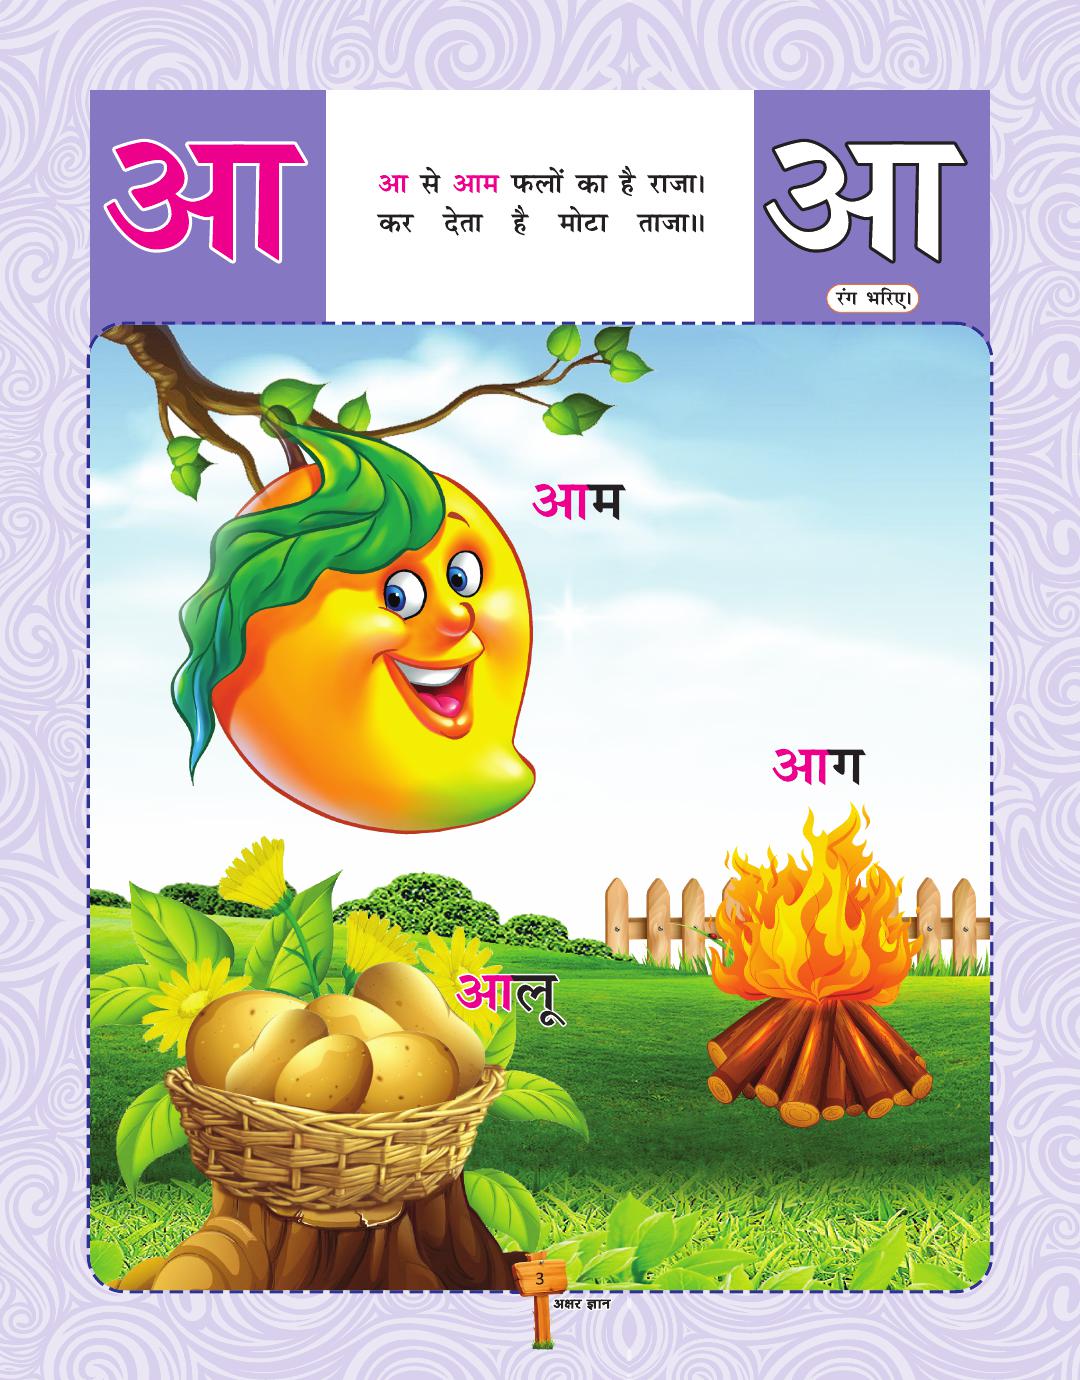 आ
आ से आम फलों का है राजा।
कर देता है मोटा ताजा॥
आ
रंग भरिए।
आम
आग
आलू
3
अक्षर ज्ञान